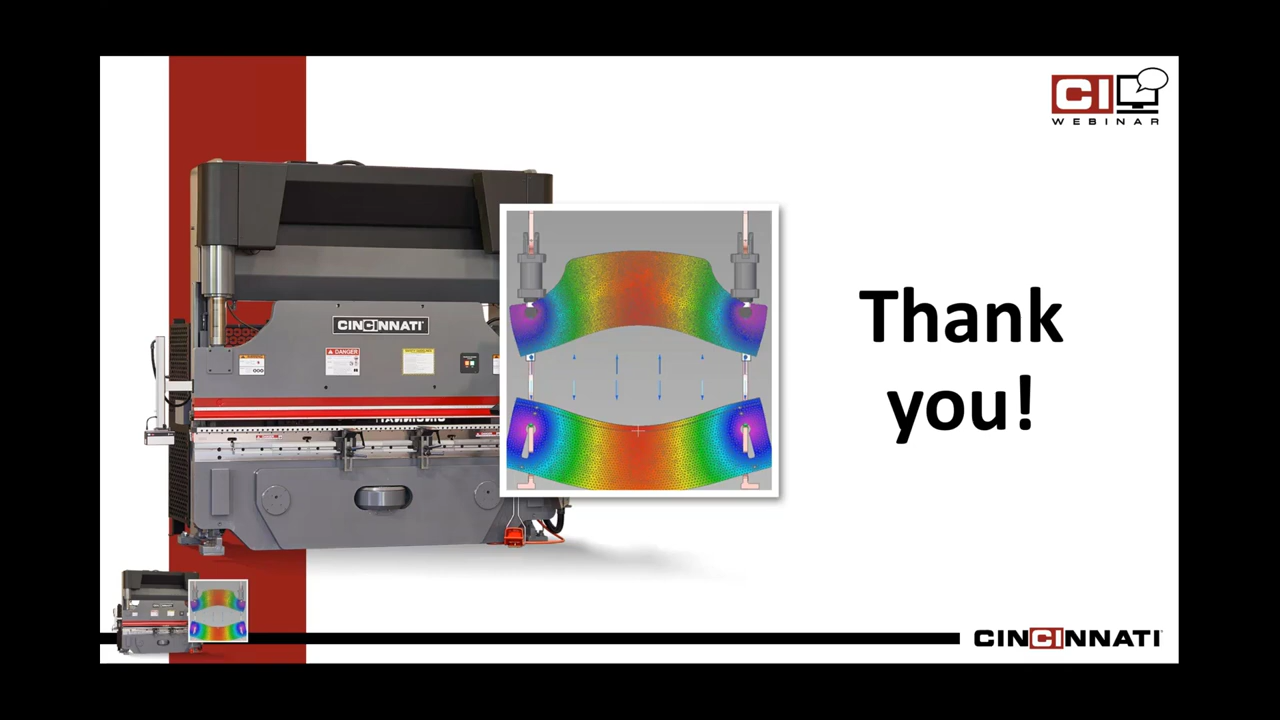 CI
WEBINAR
CINCINNATI
DANGER
Thank
you!
CINCINNATI